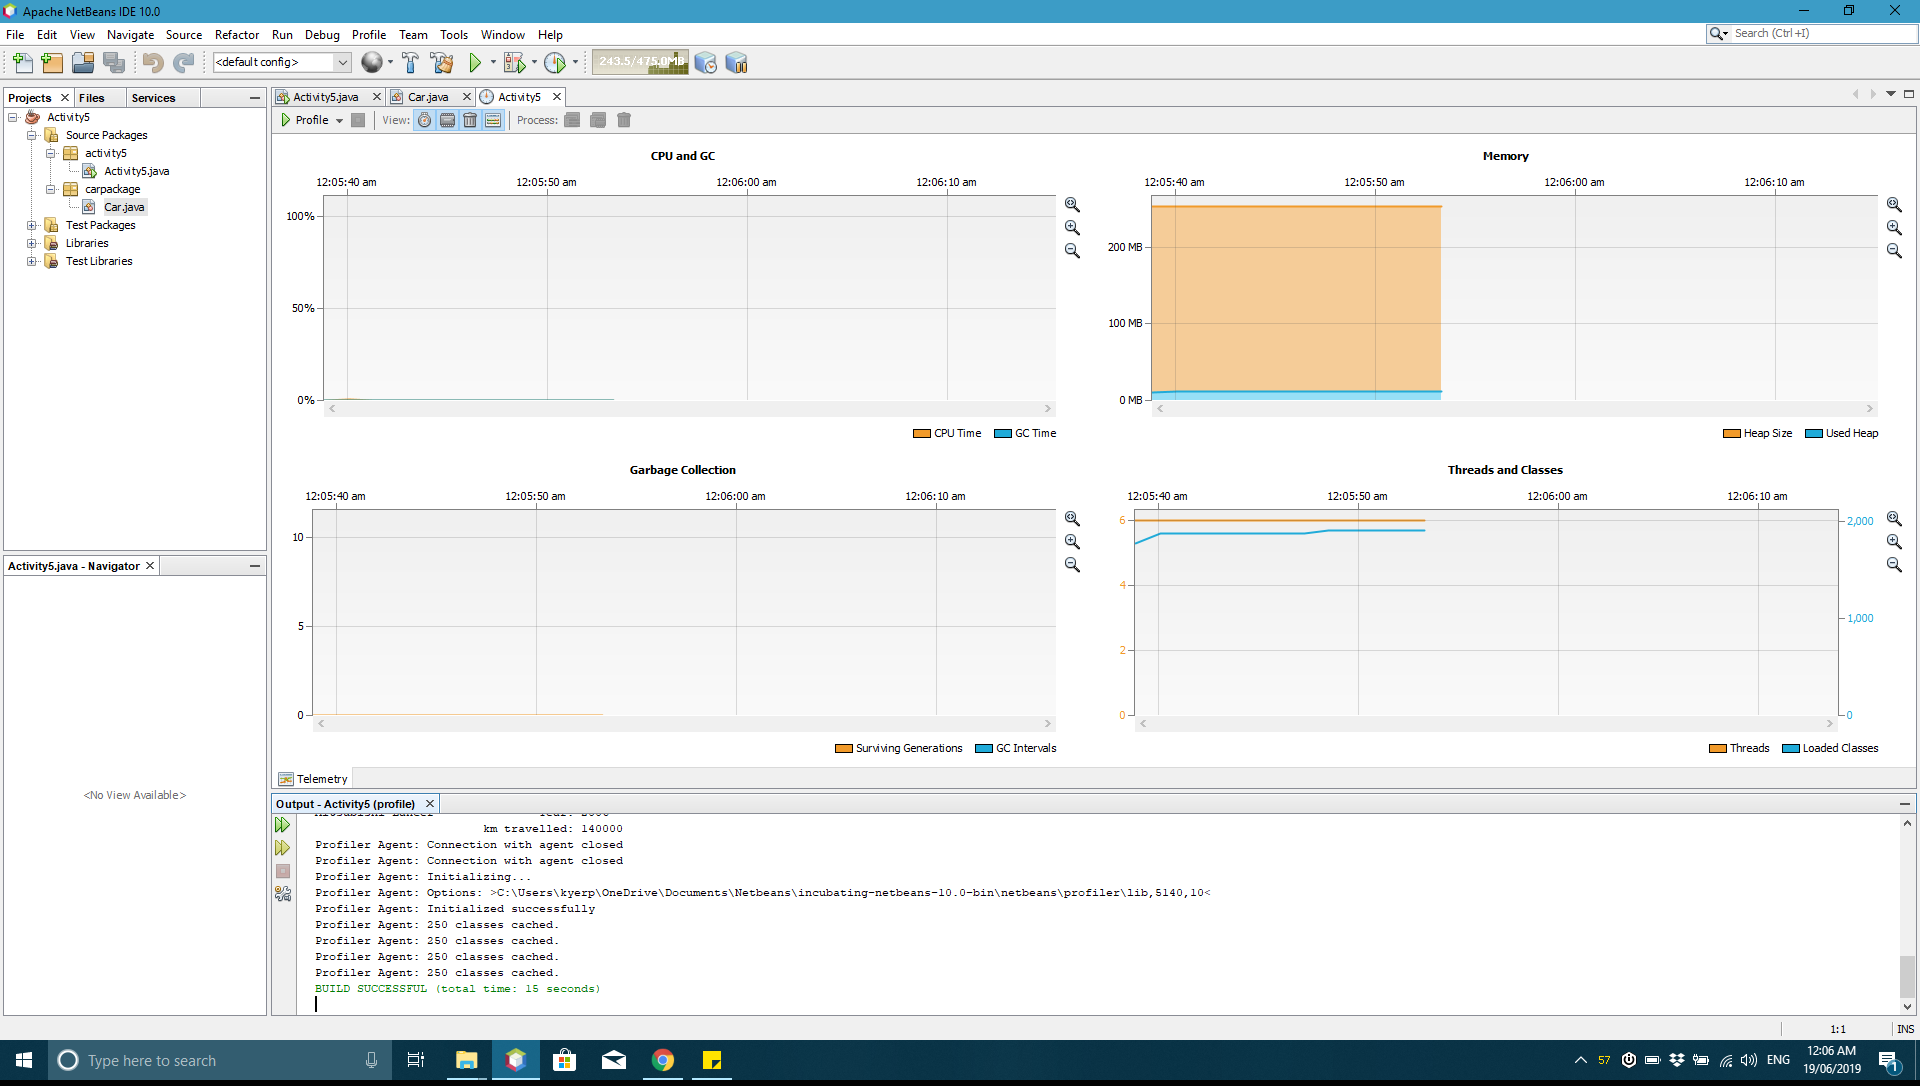 Apache NetBeans IDE 10.0
File Edit View Navigate Source Refactor Run Debug Profile Team Tools Window Help
Search (Ctrl+I)
<default config>
243.5/475.0MB
Projects Files Services
Activity5
Source Packages
activity5
Activity5.java
carpackage
Car.java
Test Packages
Libraries
Test Libraries
Activity5.java - Navigator
<No View Available>
Activity5.java Car.java Activity5
Profile View: Process:
CPU and GC
12:05:40 am 12:05:50 am 12:06:00 am 12:06:10 am
100%
50%
0%
CPU Time GC Time
Memory
12:05:40 am 12:05:50 am 12:06:00 am 12:06:10 am
200 MB
100 MB
0 MB
Heap Size Used Heap
Garbage Collection
12:05:40 am 12:05:50 am 12:06:00 am 12:06:10 am
10
5
0
Surviving Generations GC Intervals
Threads and Classes
12:05:40 am 12:05:50 am 12:06:00 am 12:06:10 am
6 2,000
4
1,000
2
0 0
Threads Loaded Classes
Telemetry
Output - Activity5 (profile)
km travelled: 140000
Profiler Agent: Connection with agent closed
Profiler Agent: Connection with agent closed
Profiler Agent: Initializing...
Profiler Agent: Options: >C:\Users\kyerp\OneDrive\Documents\Netbeans\incubating-netbeans-10.0-bin\netbeans\profiler\lib,5140,10<
Profiler Agent: Initialized successfully
Profiler Agent: 250 classes cached.
Profiler Agent: 250 classes cached.
Profiler Agent: 250 classes cached.
Profiler Agent: 250 classes cached.
BUILD SUCCESSFUL (total time: 15 seconds)
1:1 INS
Type here to search
57 ENG
12:06 AM
19/06/2019
1